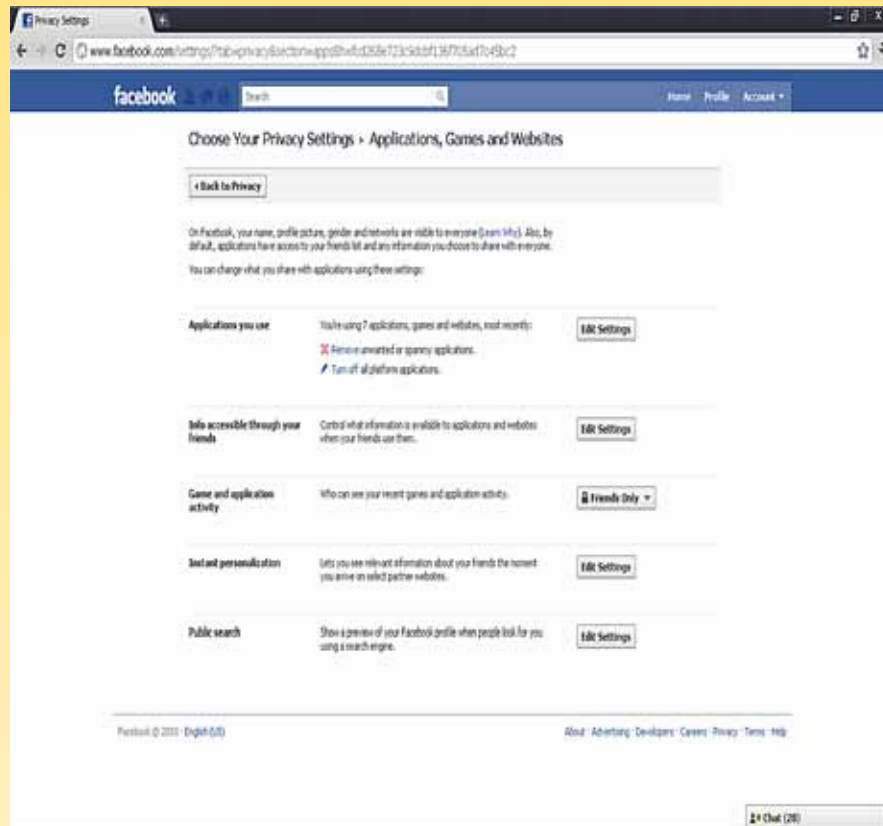 Privacy Settings
www.facebook.com/settings/?tab=privacy&section=apps
facebook
Search
Home Profile Account
Choose Your Privacy Settings › Applications, Games and Websites
‹ Back to Privacy
On Facebook, your name, profile picture, gender and networks are visible to everyone (Learn Why). Also, by
default, applications have access to your friends list and any information you choose to share with everyone.
You can change what you share with applications using these settings:
Applications you use
You're using 7 applications, games and websites, most recently:
Remove unwanted or spammy applications.
Turn off all platform applications.
Edit Settings
Info accessible through your
friends
Control what information is available to applications and websites
when your friends use them.
Edit Settings
Game and application
activity
Who can see your recent games and application activity.
Friends Only
Instant personalization
Lets you see relevant information about your friends the moment
you arrive on select partner websites.
Edit Settings
Public search
Show a preview of your Facebook profile when people look for you
using a search engine.
Edit Settings
Facebook © English (US)
About · Advertising · Developers · Careers · Privacy · Terms · Help
Chat (28)